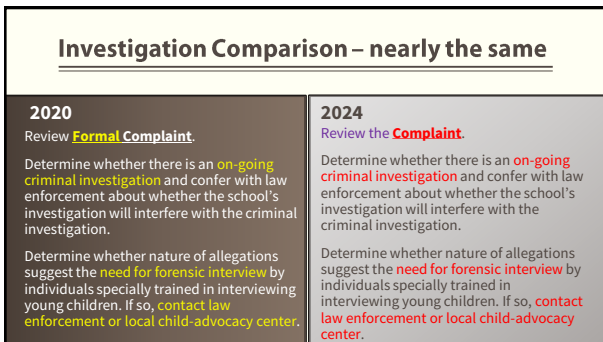 Investigation Comparison – nearly the same
2020
Review Formal Complaint.
Determine whether there is an on-going
criminal investigation and confer with law
enforcement about whether the school's
investigation will interfere with the criminal
investigation.
Determine whether nature of allegations
suggest the need for forensic interview by
individuals specially trained in interviewing
young children. If so, contact law
enforcement or local child-advocacy center.
2024
Review the Complaint.
Determine whether there is an on-going
criminal investigation and confer with law
enforcement about whether the school's
investigation will interfere with the
criminal investigation.
Determine whether nature of allegations
suggest the need for forensic interview by
individuals specially trained in
interviewing young children. If so, contact
law enforcement or local child-advocacy
center.